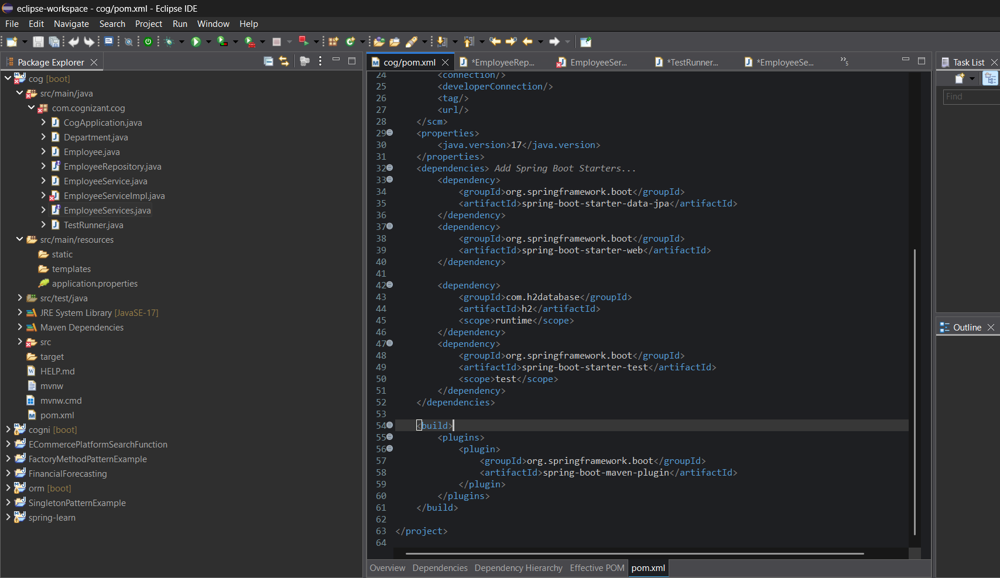 eclipse-workspace - cog/pom.xml - Eclipse IDE
File Edit Navigate Search Project Run Window Help
Package Explorer
cog [boot]
src/main/java
com.cognizant.cog
CogApplication.java
Department.java
Employee.java
EmployeeRepository.java
EmployeeService.java
EmployeeServiceImpl.java
EmployeeServices.java
TestRunner.java
src/main/resources
static
templates
application.properties
src/test/java
JRE System Library [JavaSE-17]
Maven Dependencies
src
target
HELP.md
mvnw
mvnw.cmd
pom.xml
cogni [boot]
ECommercePlatformSearchFunction
FactoryMethodPatternExample
FinancialForecasting
orm [boot]
SingletonPatternExample
spring-learn
cog/pom.xml *EmployeeRep... EmployeeSer... *TestRunner... *EmployeeSe... »5
24 <connection/>
25 <developerConnection/>
26 <tag/>
27 <url/>
28 </scm>
29 <properties>
30 <java.version>17</java.version>
31 </properties>
32 <dependencies> Add Spring Boot Starters...
33 <dependency>
34 <groupId>org.springframework.boot</groupId>
35 <artifactId>spring-boot-starter-data-jpa</artifactId>
36 </dependency>
37 <dependency>
38 <groupId>org.springframework.boot</groupId>
39 <artifactId>spring-boot-starter-web</artifactId>
40 </dependency>
41
42 <dependency>
43 <groupId>com.h2database</groupId>
44 <artifactId>h2</artifactId>
45 <scope>runtime</scope>
46 </dependency>
47 <dependency>
48 <groupId>org.springframework.boot</groupId>
49 <artifactId>spring-boot-starter-test</artifactId>
50 <scope>test</scope>
51 </dependency>
52 </dependencies>
53
54 <build>
55 <plugins>
56 <plugin>
57 <groupId>org.springframework.boot</groupId>
58 <artifactId>spring-boot-maven-plugin</artifactId>
59 </plugin>
60 </plugins>
61 </build>
62
63 </project>
64
Overview Dependencies Dependency Hierarchy Effective POM pom.xml
Task List
Find
Outline